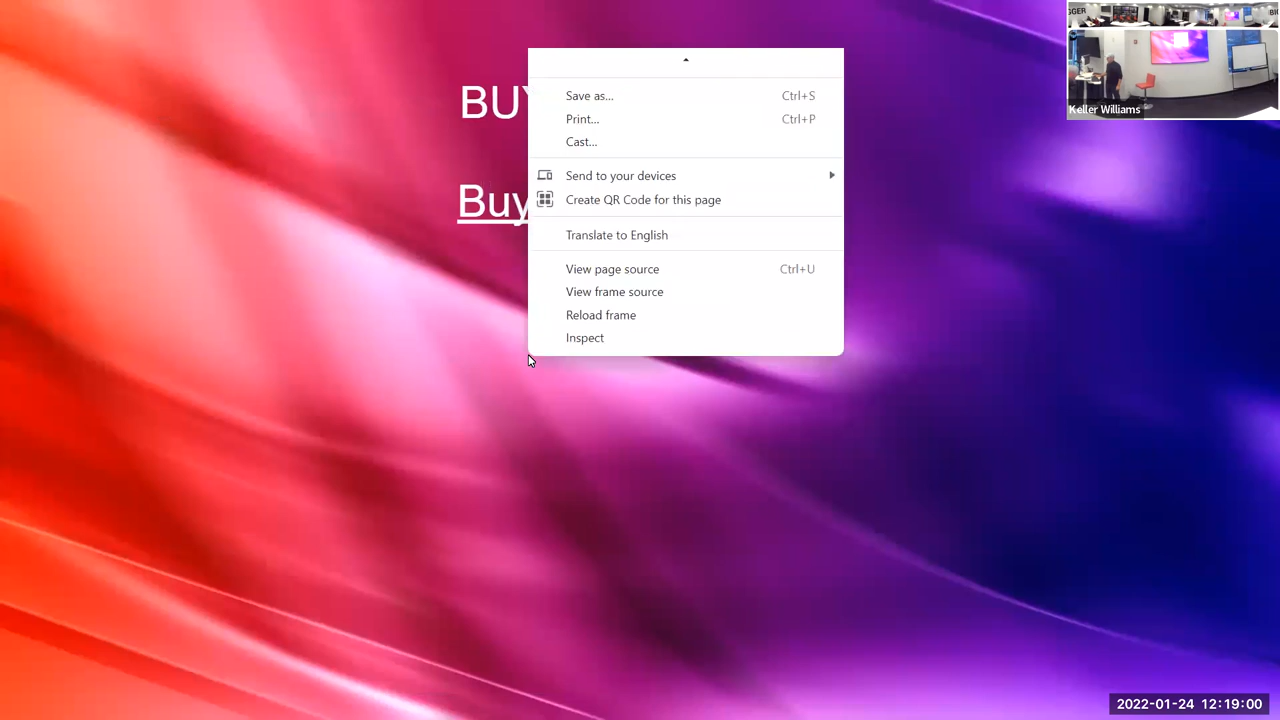 GGER
BI
BUY
Save as... Ctrl+S
Print... Ctrl+P
Cast...
Send to your devices
Create QR Code for this page
Buy
Translate to English
View page source Ctrl+U
View frame source
Reload frame
Inspect
Keller Williams
2022-01-24 12:19:00